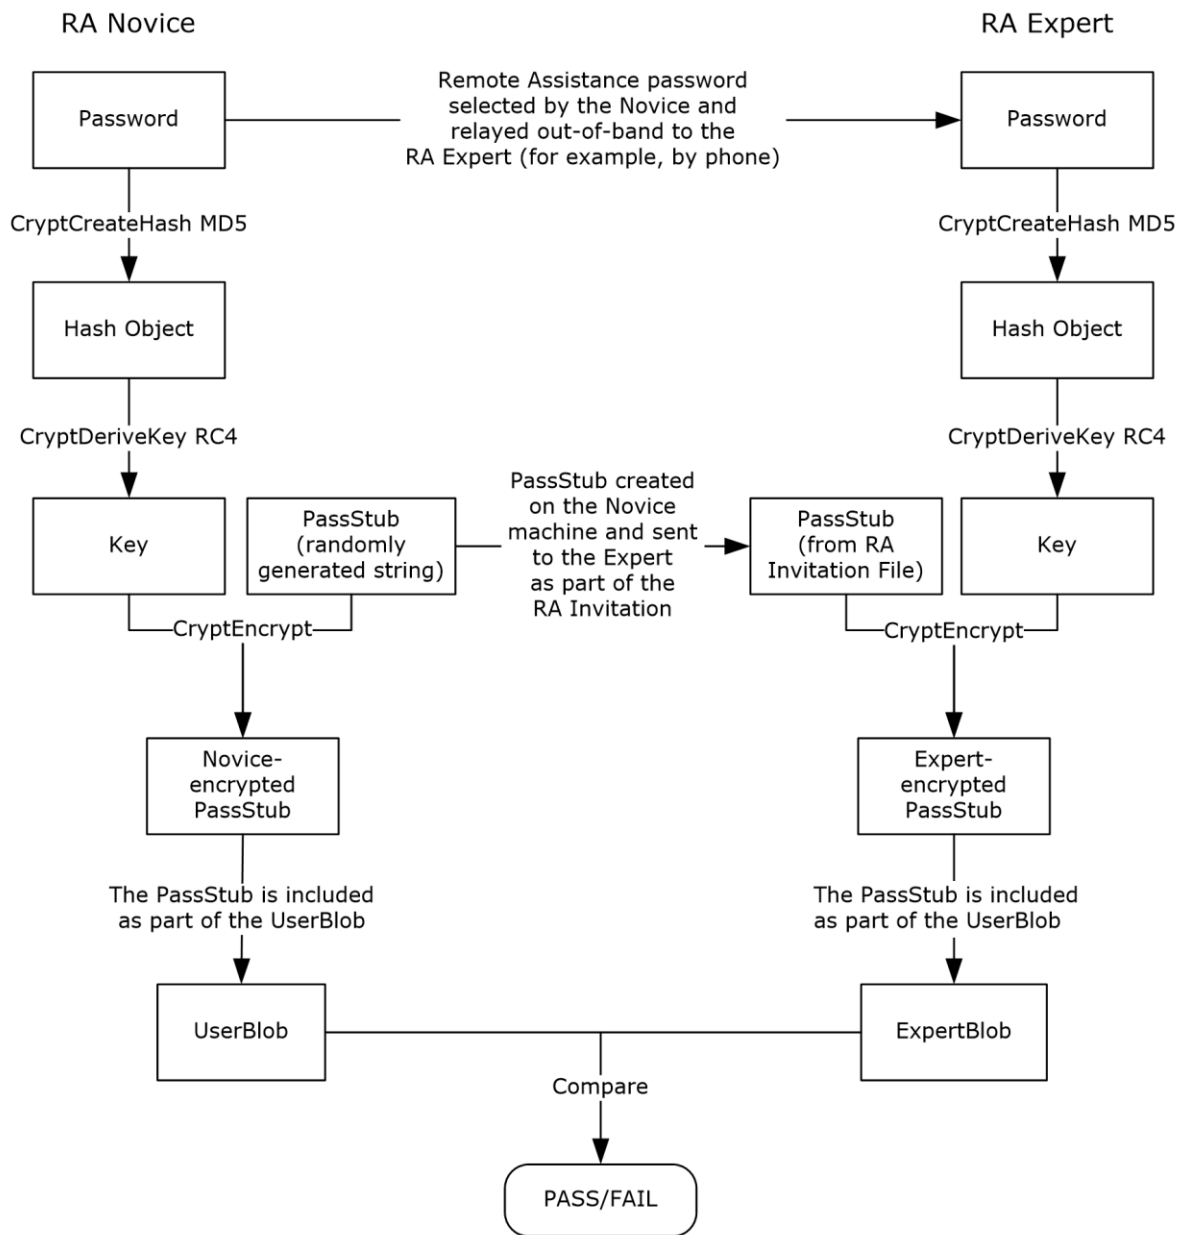 RA Novice
RA Expert
Password
Remote Assistance password
selected by the Novice and
relayed out-of-band to the
RA Expert (for example, by phone)
Password
CryptCreateHash MD5
CryptCreateHash MD5
Hash Object
Hash Object
CryptDeriveKey RC4
CryptDeriveKey RC4
Key
PassStub
(randomly
generated string)
PassStub created
on the Novice
machine and sent
to the Expert
as part of the
RA Invitation
PassStub
(from RA
Invitation File)
Key
CryptEncrypt
CryptEncrypt
Novice-
encrypted
PassStub
Expert-
encrypted
PassStub
The PassStub is included
as part of the UserBlob
The PassStub is included
as part of the UserBlob
UserBlob
ExpertBlob
Compare
PASS/FAIL